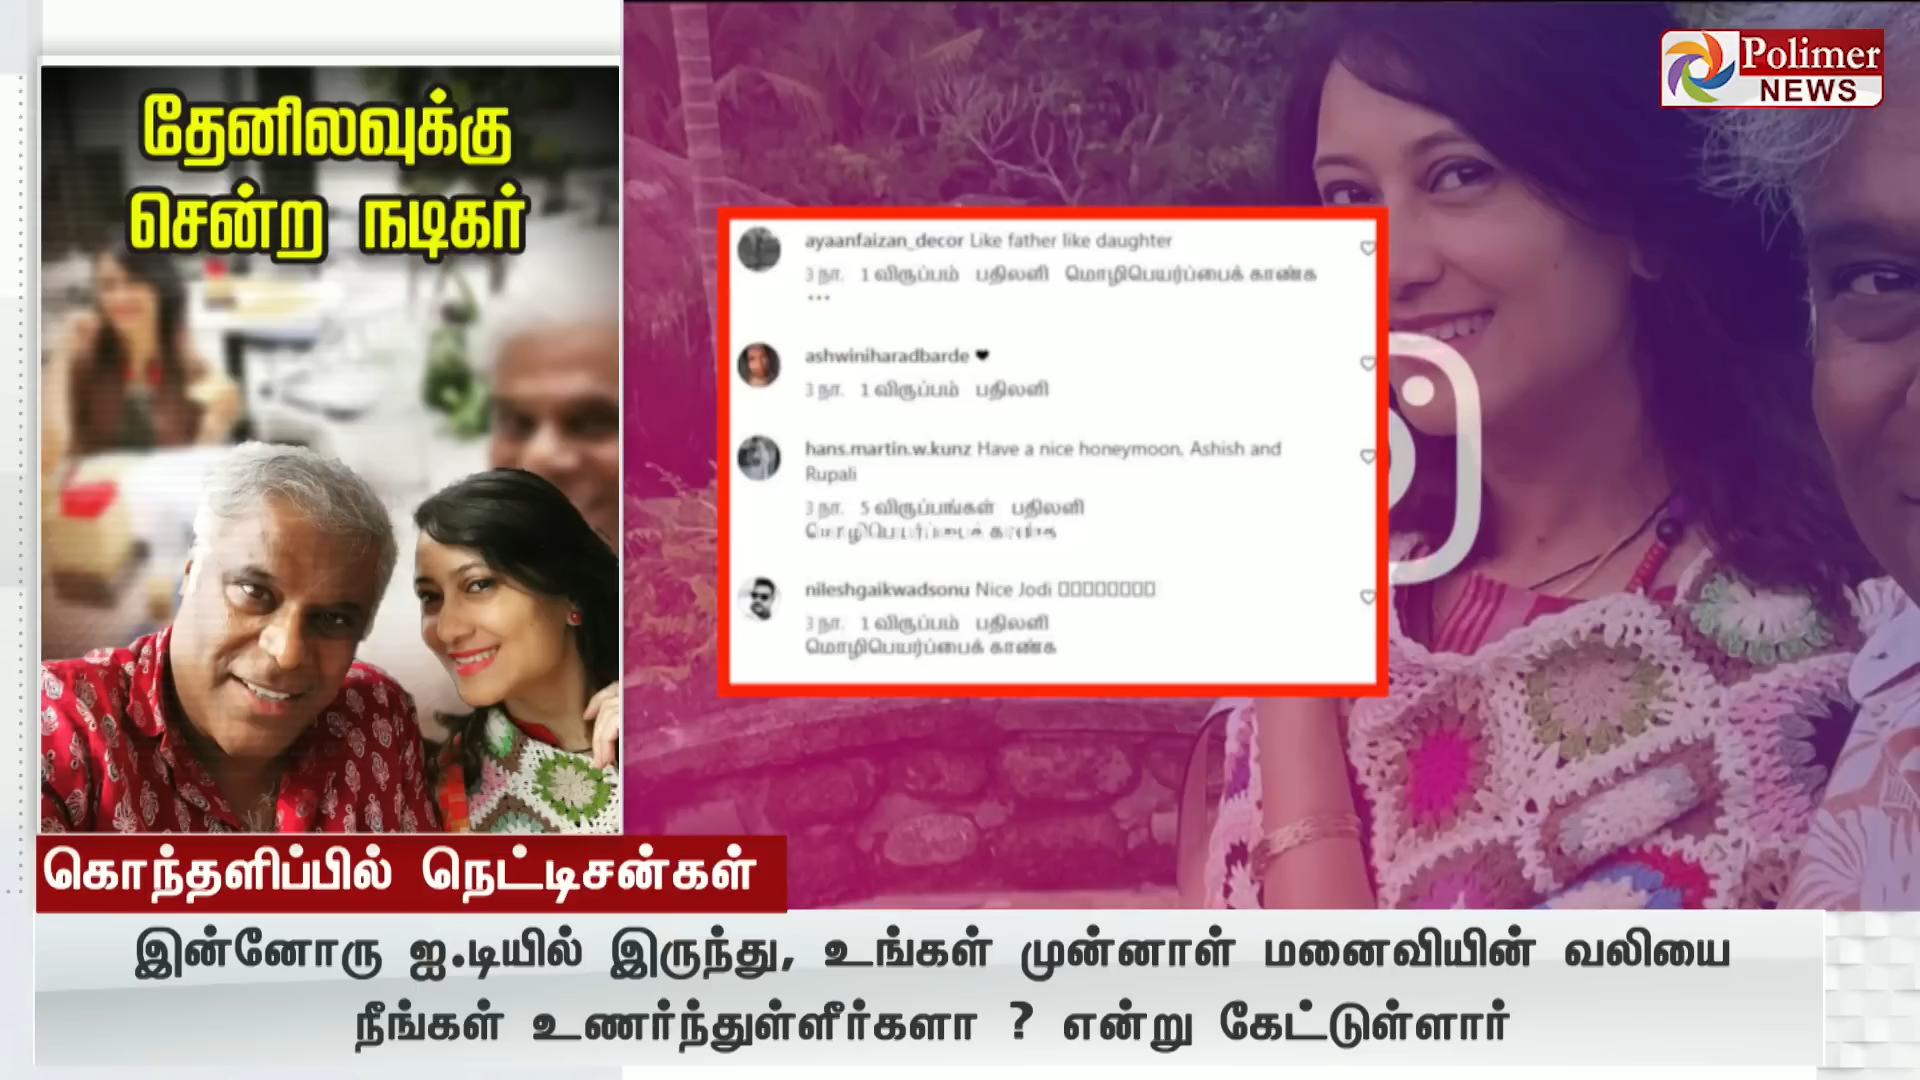 தேனிலவுக்கு
சென்ற நடிகர்
Polimer
NEWS
ayaanfaizan_decor Like father like daughter
3 நா. 1 விருப்பம் பதிலளி மொழிபெயர்ப்பைக் காண்க
...
ashwiniharadbarde ❤
3 நா. 1 விருப்பம் பதிலளி
hans.martin.w.kunz Have a nice honeymoon, Ashish and
Rupali
3 நா. 5 விருப்பங்கள் பதிலளி
மொழிபெயர்ப்பைக் காண்க
nileshgaikwadsonu Nice Jodi
3 நா. 1 விருப்பம் பதிலளி
மொழிபெயர்ப்பைக் காண்க
கொந்தளிப்பில் நெட்டிசன்கள்
இன்னோரு ஐ.டியில் இருந்து, உங்கள் முன்னாள் மனைவியின் வலியை
நீங்கள் உணர்ந்துள்ளீர்களா ? என்று கேட்டுள்ளார்